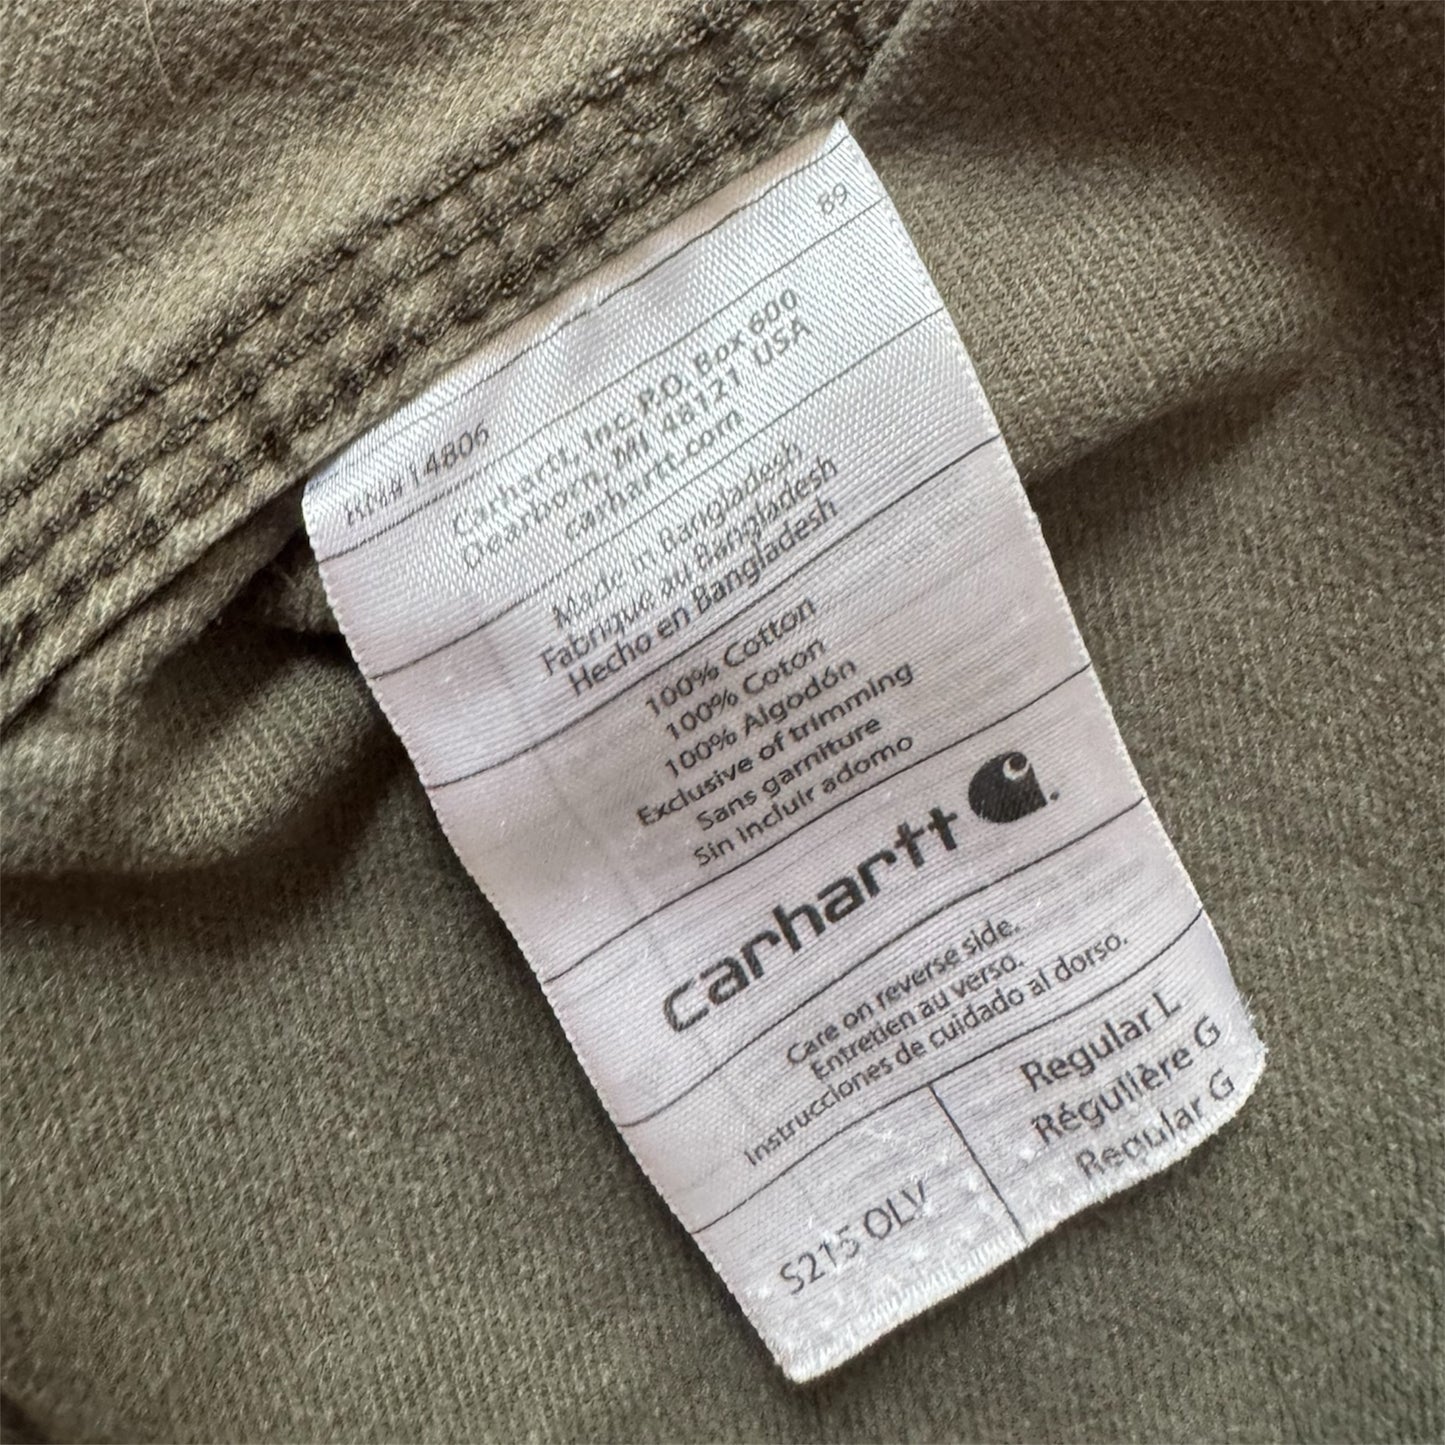 RN# 14806 89
Carhartt, Inc. P.O. Box 600
Dearborn, MI 48121 USA
carhartt.com
Made in Bangladesh
Fabrique au Bangladesh
Hecho en Bangladesh
100% Cotton
100% Coton
100% Algodón
Exclusive of trimming
Sans garniture
Sin incluir adorno
carhartt
Care on reverse side.
Entretien au verso.
Instrucciones de cuidado al dorso.
S215 OLV
Regular L
Régulière G
Regular G